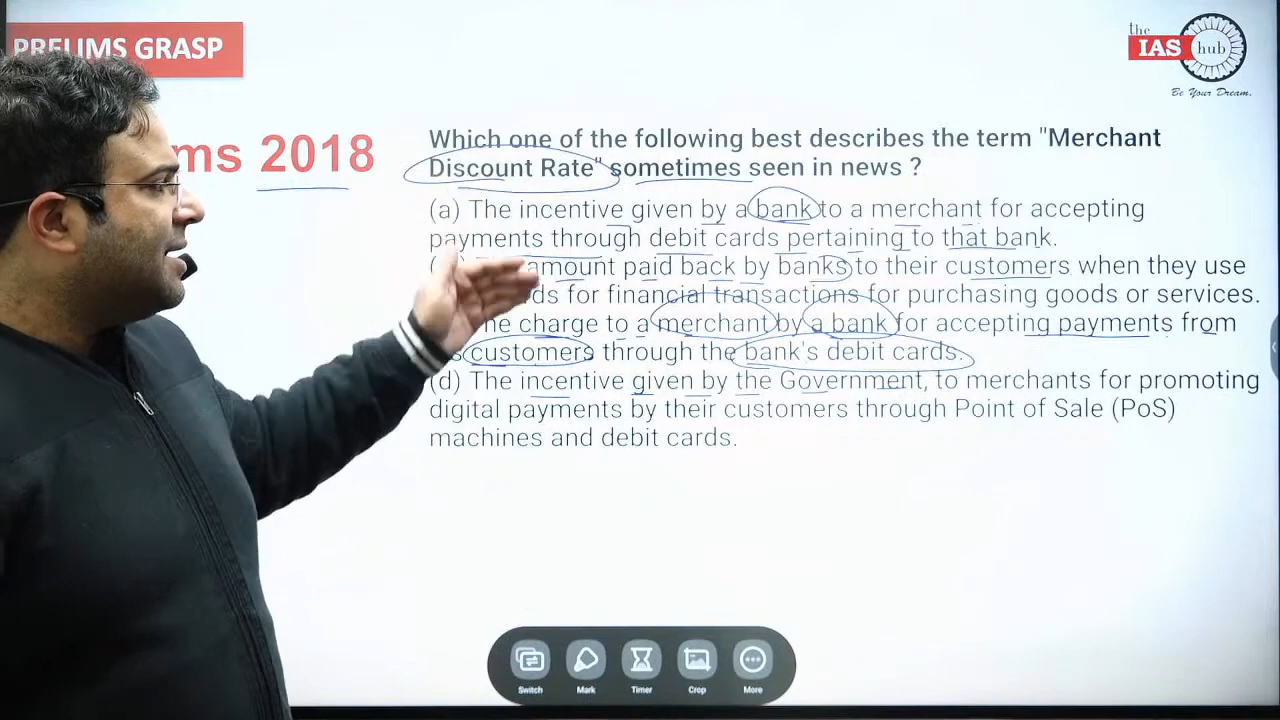 PRELIMS GRASP
the
IAS hub
Be Your Dream.
ms 2018
Which one of the following best describes the term "Merchant
Discount Rate" sometimes seen in news ?
(a) The incentive given by a bank to a merchant for accepting
payments through debit cards pertaining to that bank.
amount paid back by banks to their customers when they use
for financial transactions for purchasing goods or services.
charge to a merchant by a bank for accepting payments from
customers through the bank's debit cards.
(d) The incentive given by the Government, to merchants for promoting
digital payments by their customers through Point of Sale (PoS)
machines and debit cards.
Switch Mark Timer Crop More